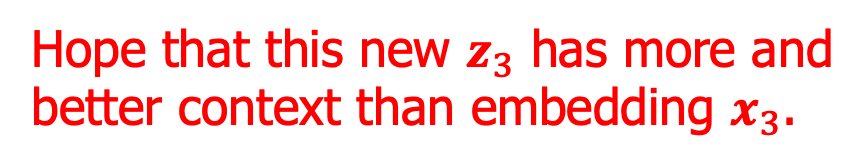 Hope that this new z₃ has more and
better context than embedding x₃.